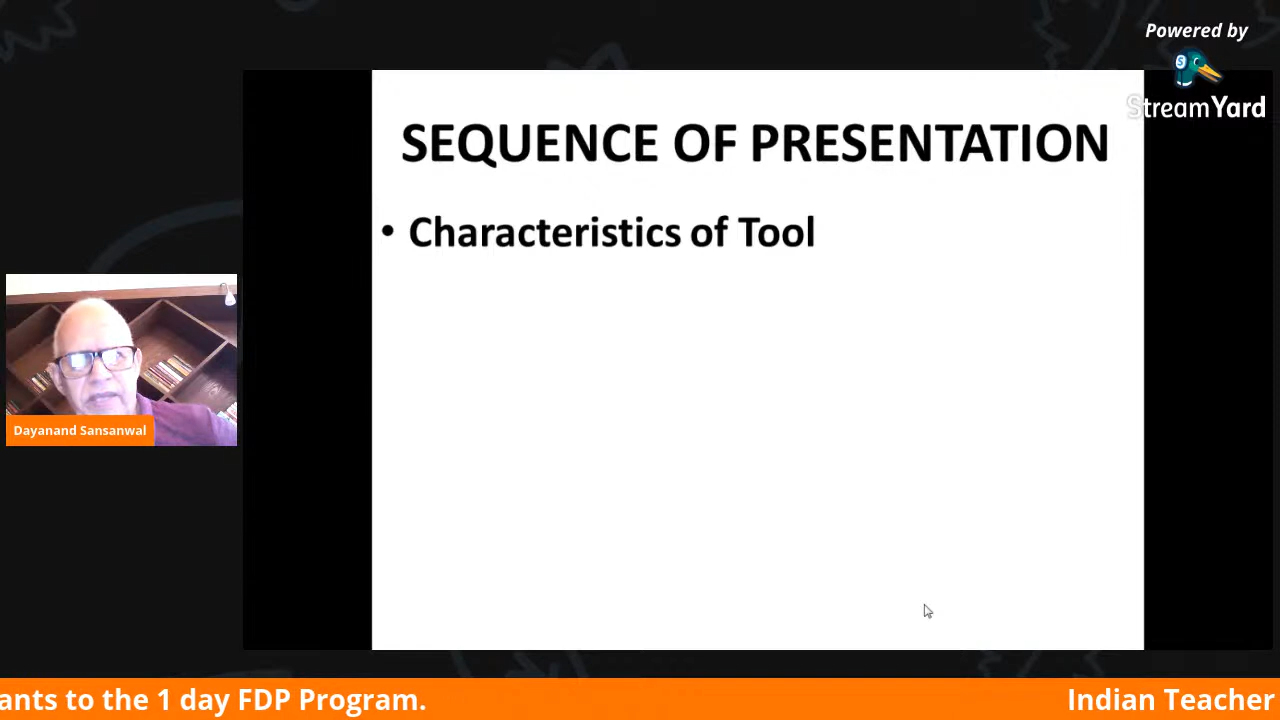 Powered by
StreamYard
SEQUENCE OF PRESENTATION
• Characteristics of Tool
Dayanand Sansanwal
ants to the 1 day FDP Program.
Indian Teacher